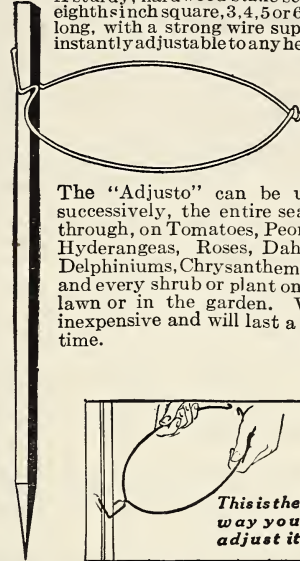 eighths inch square, 3, 4, 5 or 6
long, with a strong wire sup
instantly adjustable to any he
The "Adjusto" can be u
successively, the entire sea
through, on Tomatoes, Peon
Hyderangeas, Roses, Dah
Delphiniums, Chrysanthem
and every shrub or plant on
lawn or in the garden. V
inexpensive and will last a
time.
This is the
way you
adjust it